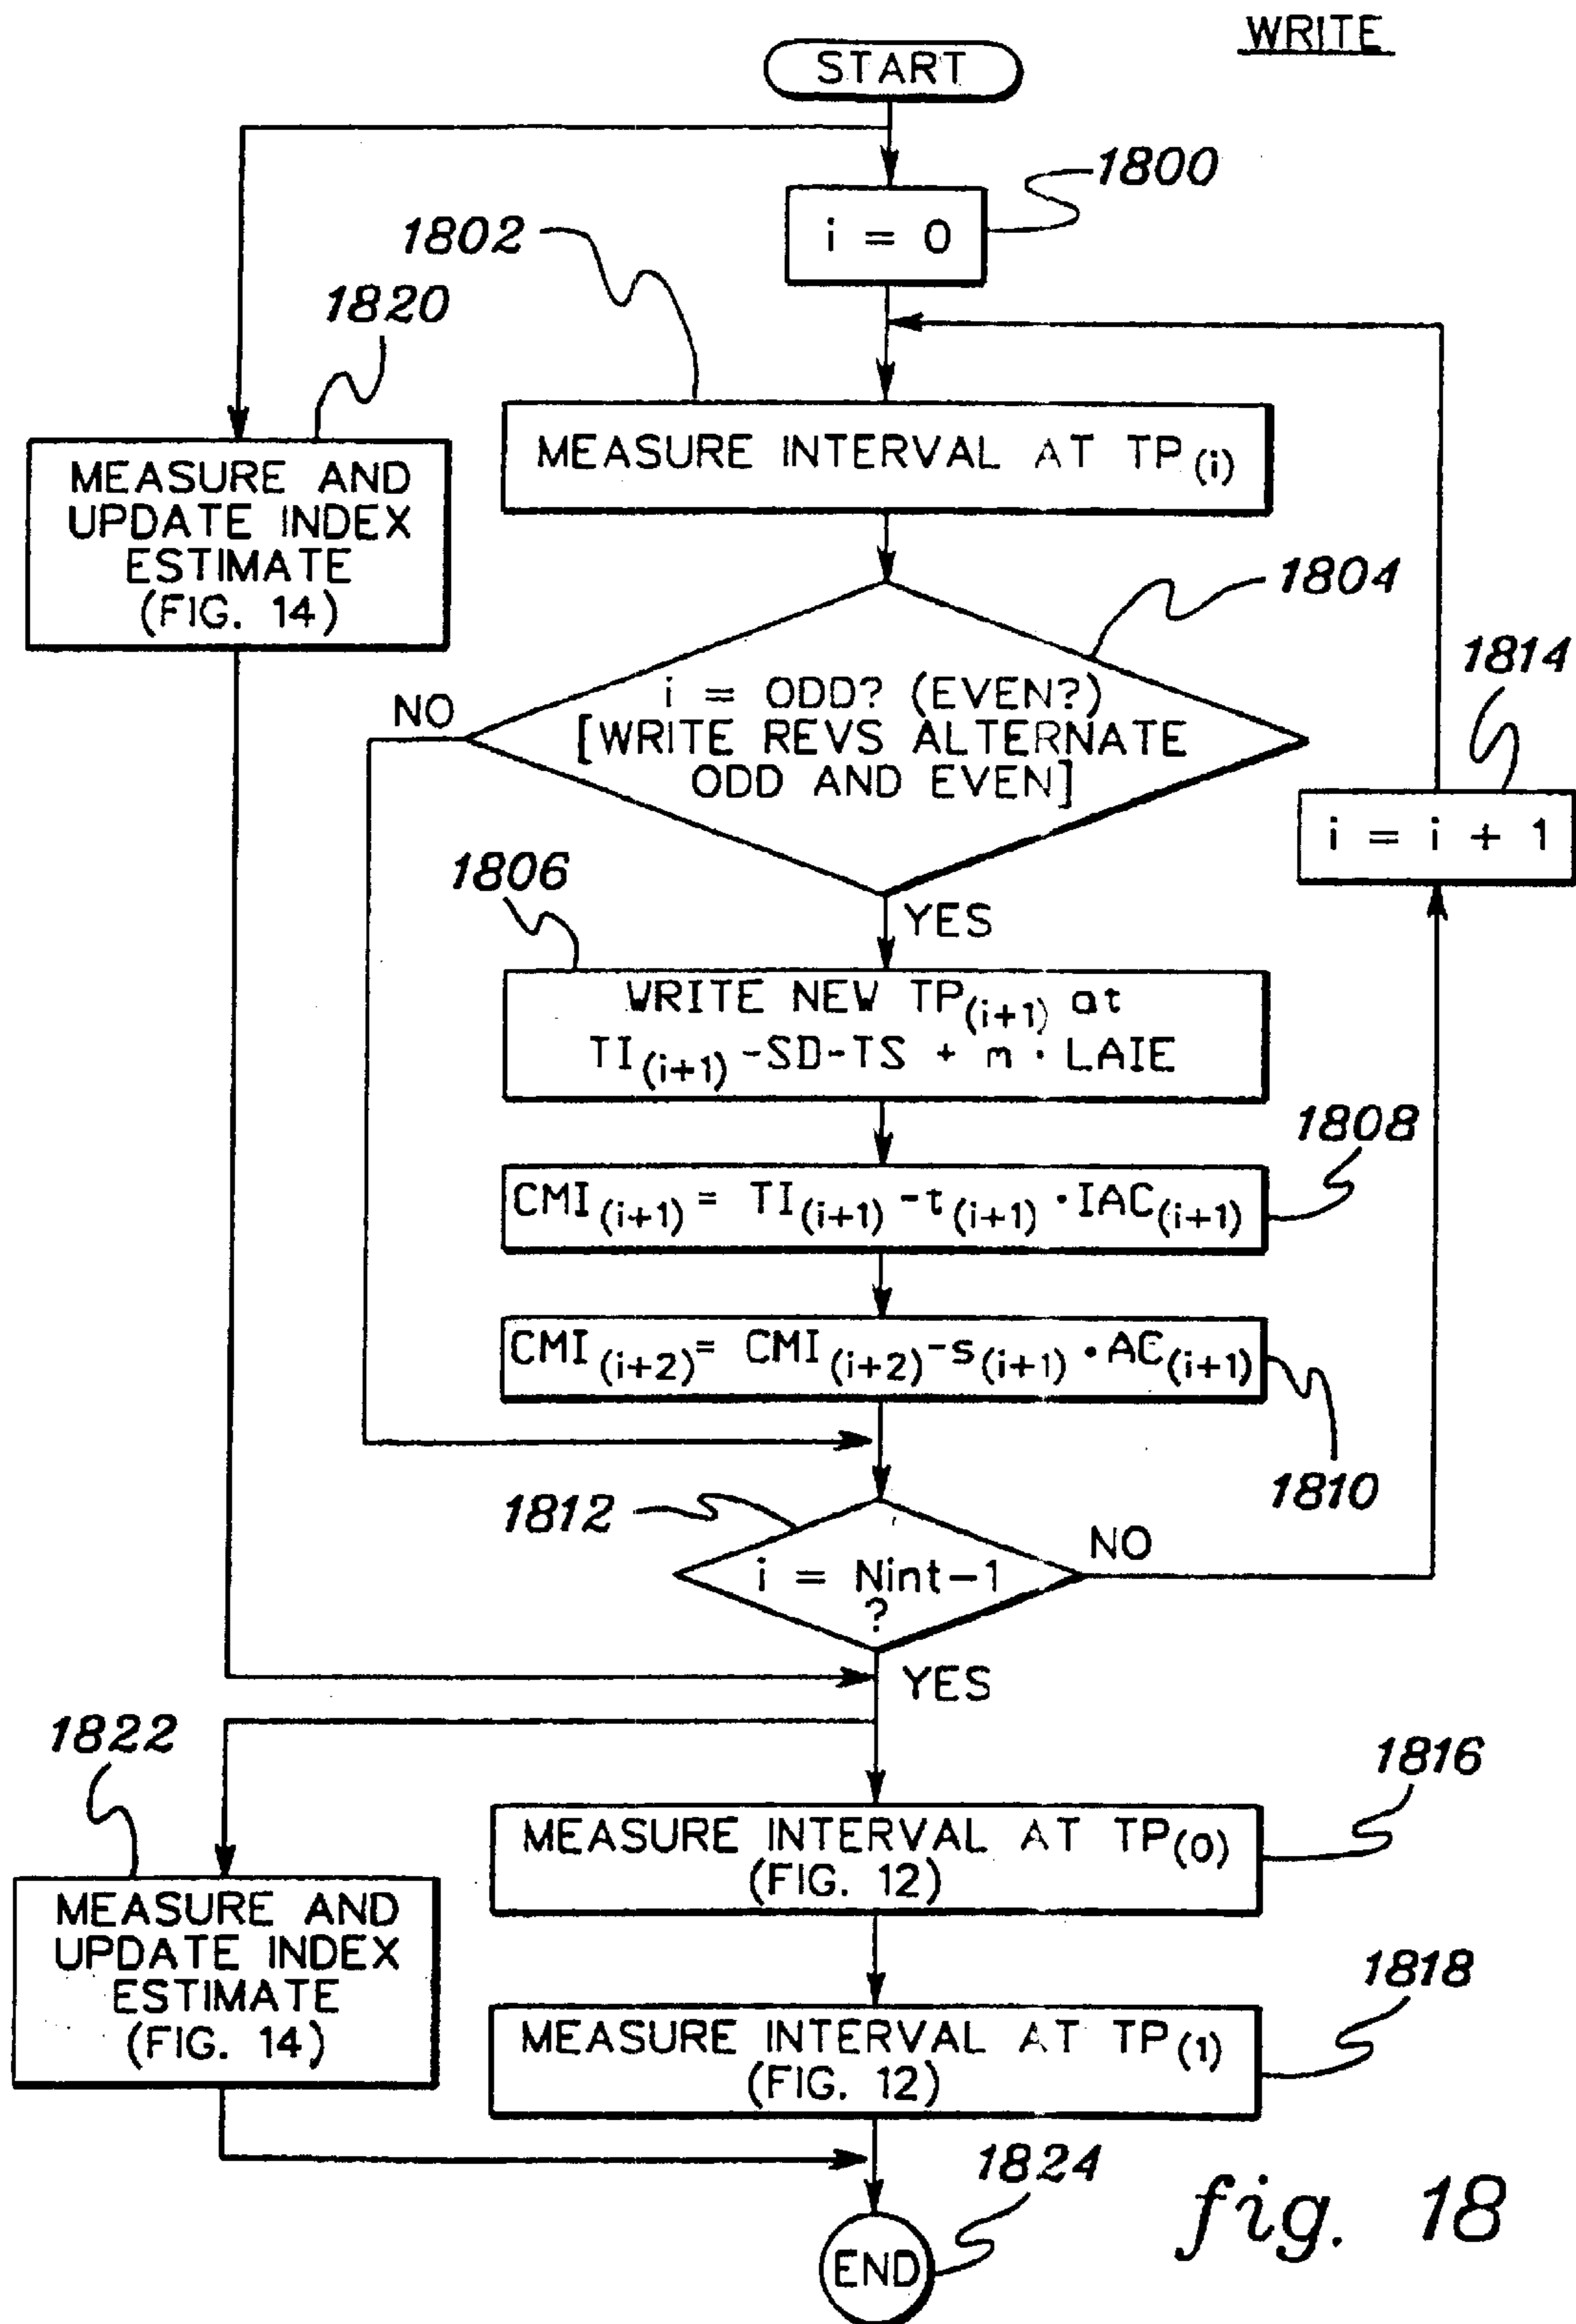 WRITE
START
1800
i = 0
1802
1820
MEASURE INTERVAL AT TP(i)
MEASURE AND
UPDATE INDEX
ESTIMATE
(FIG. 14)
1804
i = ODD? (EVEN?)
[WRITE REVS ALTERNATE
ODD AND EVEN]
NO
1814
i = i + 1
YES
1806
WRITE NEW TP(i+1) at
TI(i+1) -SD-TS + m · LAIE
1808
CMI(i+1) = TI(i+1) -t(i+1) · IAC(i+1)
CMI(i+2) = CMI(i+2) -s(i+1) · AC(i+1)
1810
1812
i = Nint-1
?
NO
YES
1822
1816
MEASURE INTERVAL AT TP(0)
(FIG. 12)
MEASURE AND
UPDATE INDEX
ESTIMATE
(FIG. 14)
1818
MEASURE INTERVAL AT TP(1)
(FIG. 12)
1824
END
fig. 18